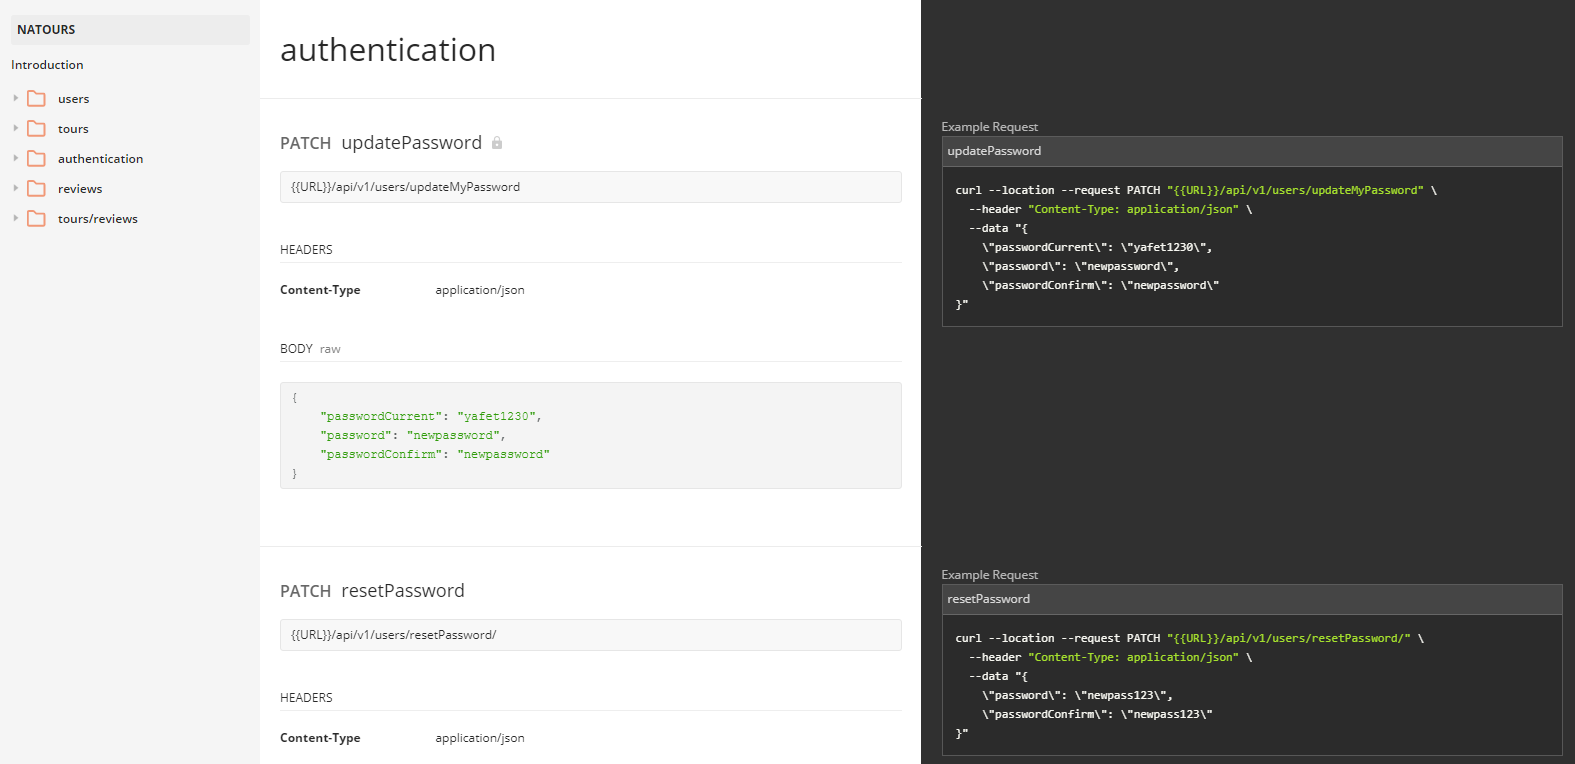 NATOURS
Introduction
users
tours
authentication
reviews
tours/reviews
authentication
PATCH updatePassword
{{URL}}/api/v1/users/updateMyPassword
HEADERS
Content-Type application/json
BODY raw
{
"passwordCurrent": "yafet1230",
"password": "newpassword",
"passwordConfirm": "newpassword"
}
PATCH resetPassword
{{URL}}/api/v1/users/resetPassword/
HEADERS
Content-Type application/json
Example Request
updatePassword
curl --location --request PATCH "{{URL}}/api/v1/users/updateMyPassword" \
--header "Content-Type: application/json" \
--data "{
\"passwordCurrent\": \"yafet1230\",
\"password\": \"newpassword\",
\"passwordConfirm\": \"newpassword\"
}"
Example Request
resetPassword
curl --location --request PATCH "{{URL}}/api/v1/users/resetPassword/" \
--header "Content-Type: application/json" \
--data "{
\"password\": \"newpass123\",
\"passwordConfirm\": \"newpass123\"
}"